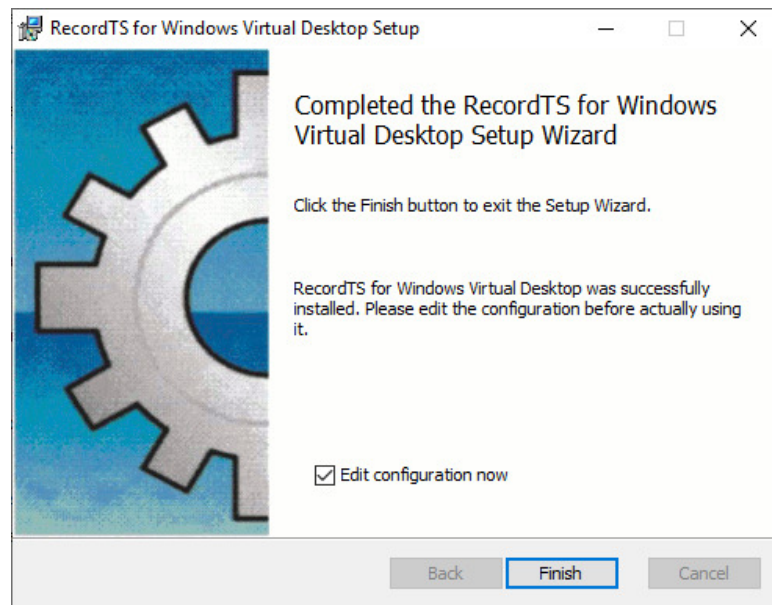 RecordTS for Windows Virtual Desktop Setup
Completed the RecordTS for Windows
Virtual Desktop Setup Wizard
Click the Finish button to exit the Setup Wizard.
RecordTS for Windows Virtual Desktop was successfully
installed. Please edit the configuration before actually using
it.
Edit configuration now
Back Finish Cancel